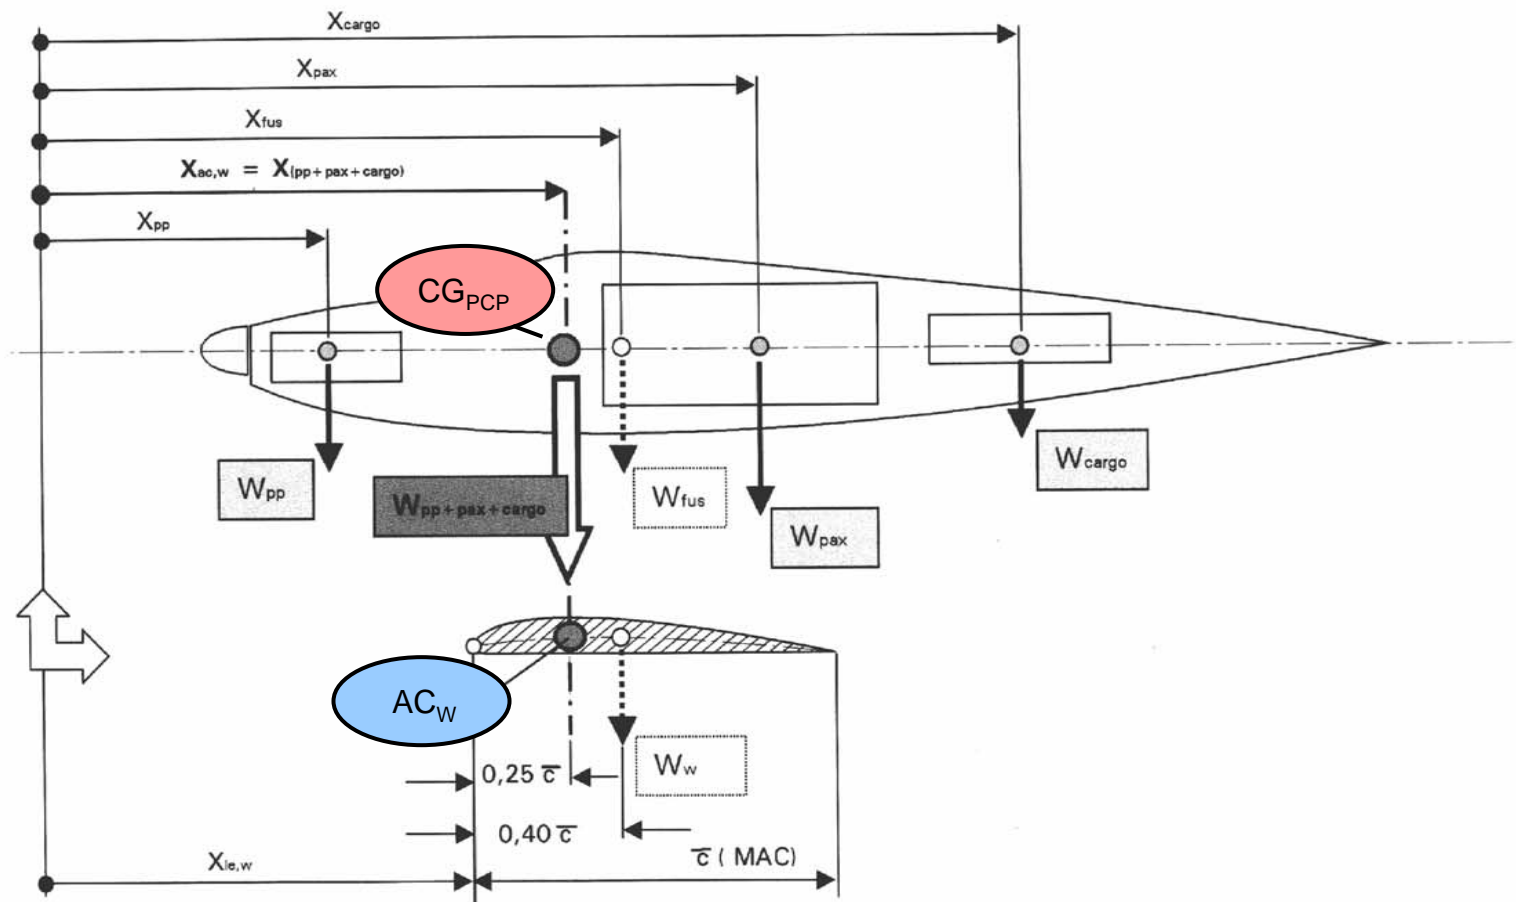 Xcargo
Xpax
Xfus
Xac,w = X(pp+pax+cargo)
Xpp
CGPCP
Wcargo
Wpp
Wpp+pax+cargo
Wfus
Wpax
ACW
Ww
0,25 c̅
0,40 c̅
c̅ ( MAC)
Xle,w